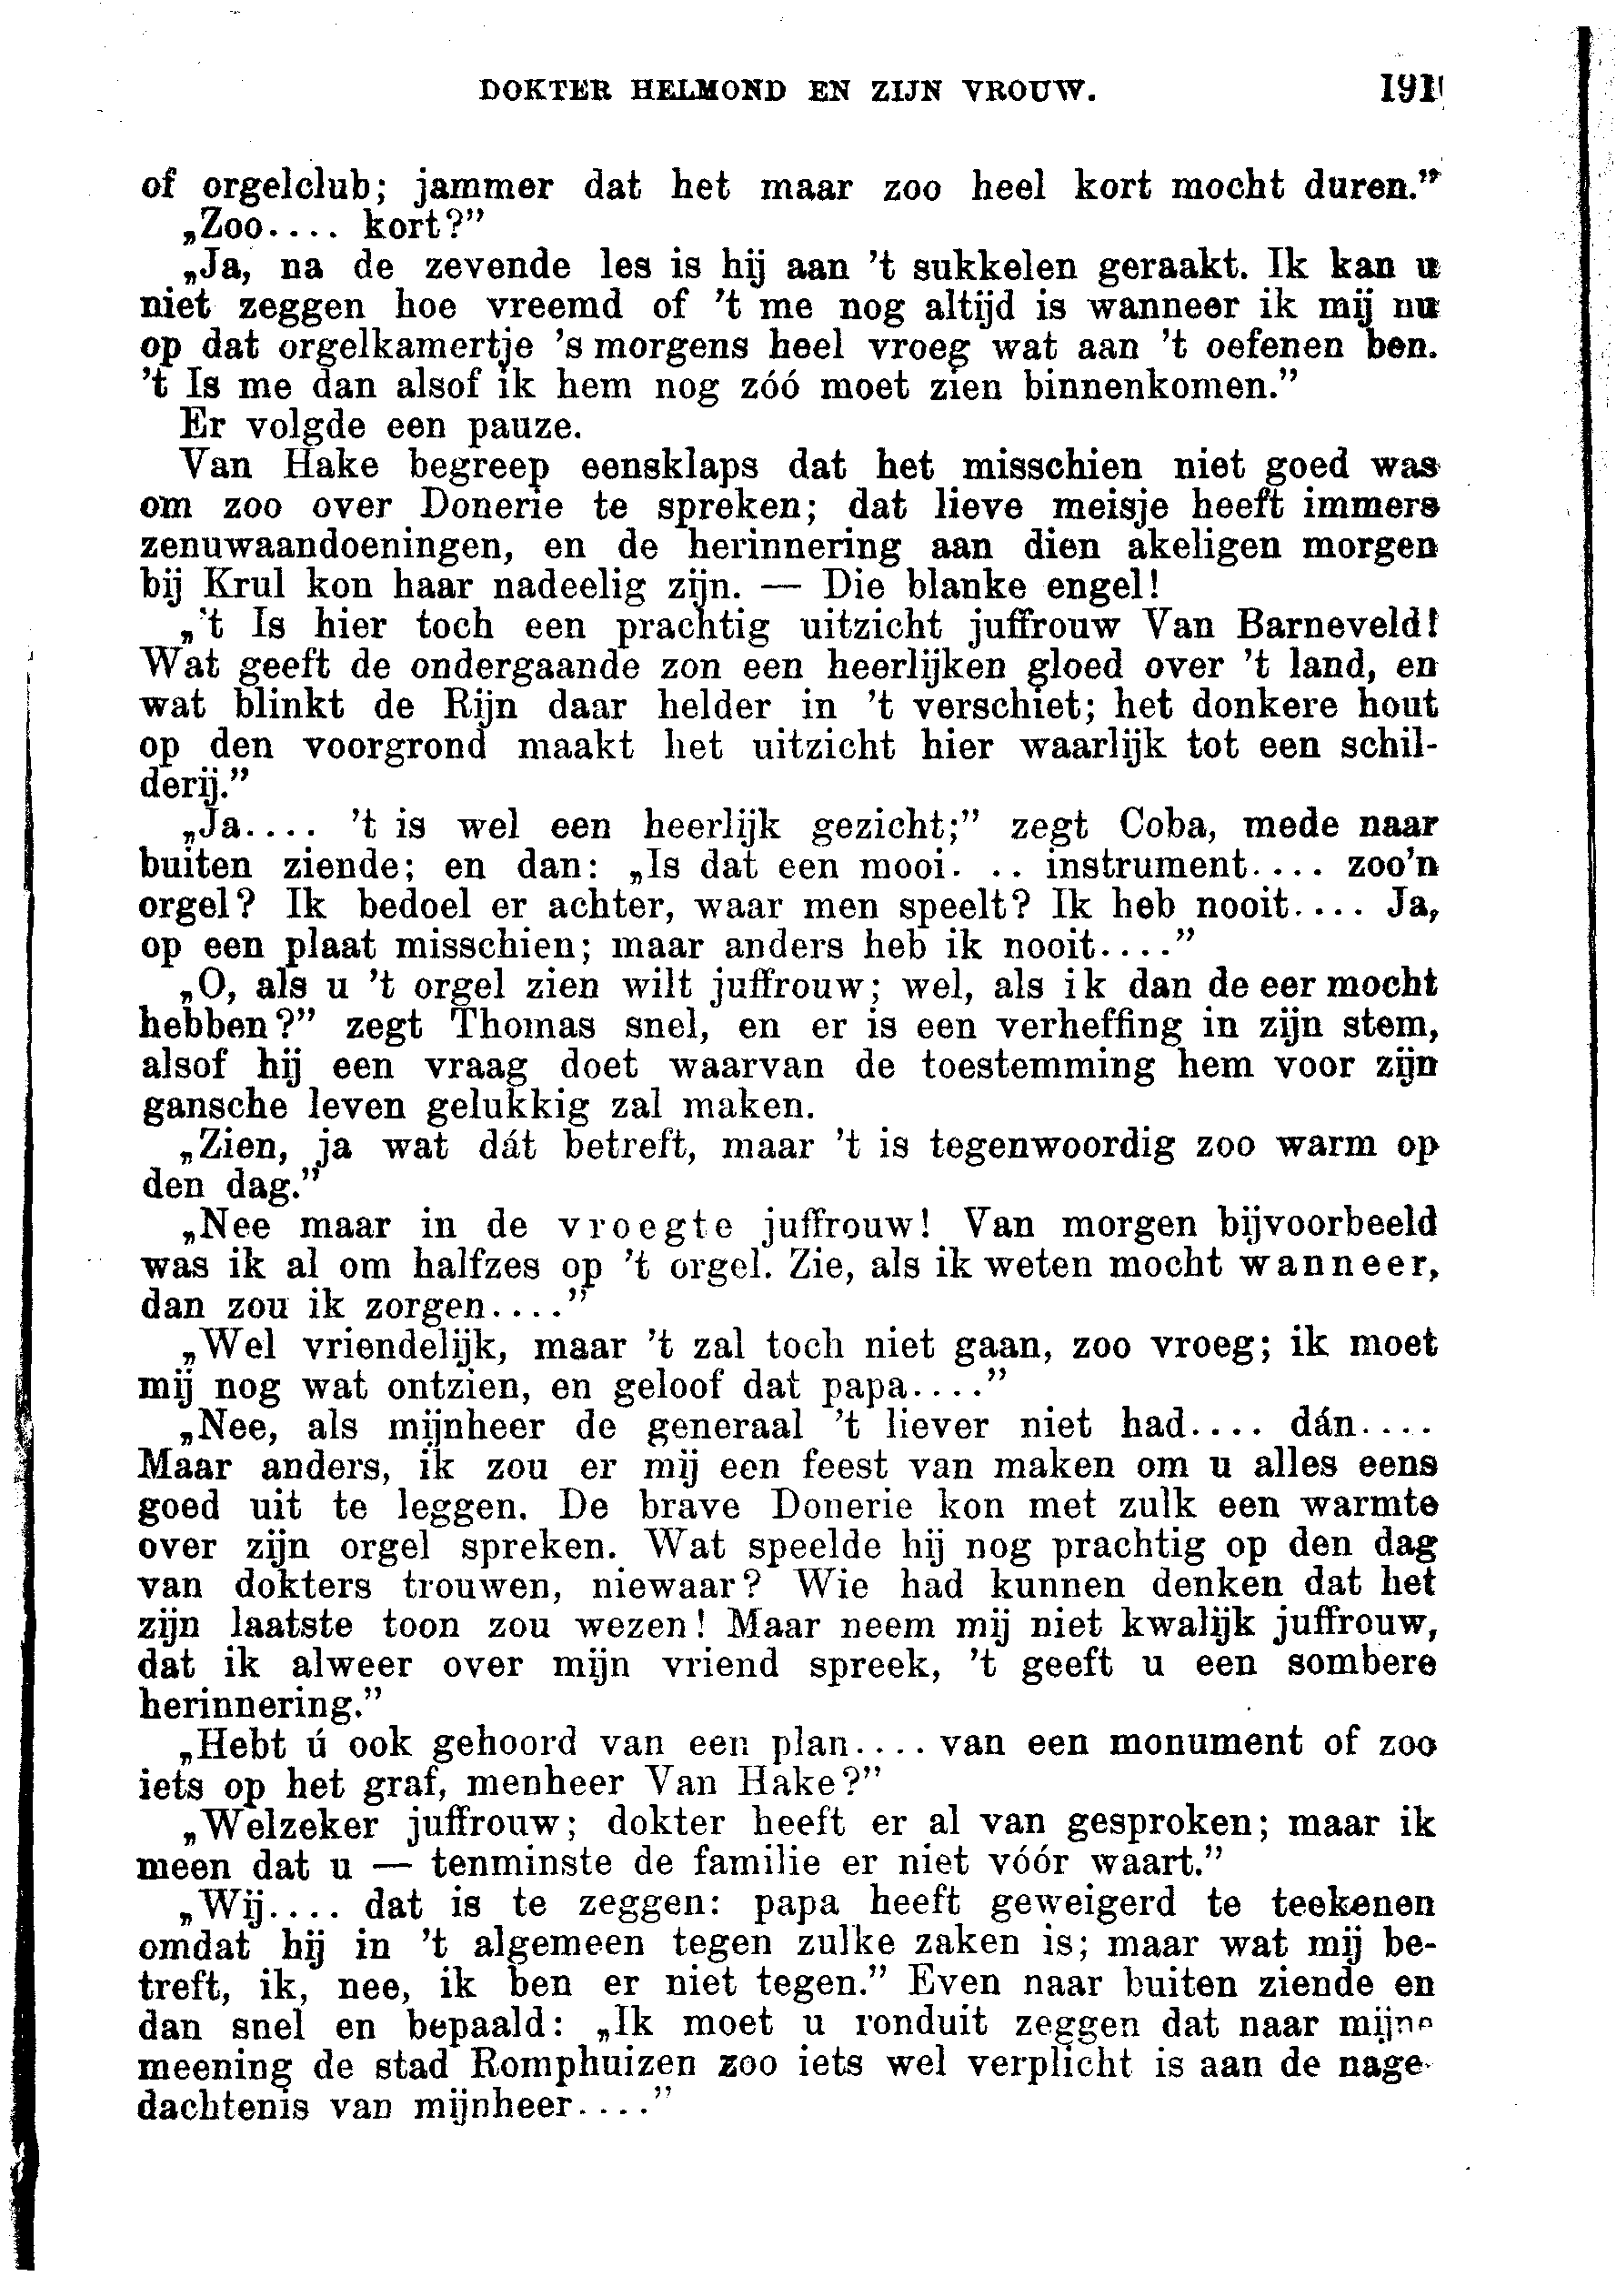 DOKTER HELMOND EN ZIJN VROUW. 191
of orgelclub; jammer dat het maar zoo heel kort mocht duren.”
„Zoo.... kort?”
„Ja, na de zevende les is hij aan ’t sukkelen geraakt. Ik kan u
niet zeggen hoe vreemd of ’t me nog altijd is wanneer ik mij nu
op dat orgelkamertje ’s morgens heel vroeg wat aan ’t oefenen ben.
’t Is me dan alsof ik hem nog zóó moet zien binnenkomen.”
Er volgde een pauze.
Van Hake begreep eensklaps dat het misschien niet goed was
om zoo over Donerie te spreken; dat lieve meisje heeft immers
zenuwaandoeningen, en de herinnering aan dien akeligen morgen
bij Krul kon haar nadeelig zijn. — Die blanke engel!
„’t Is hier toch een prachtig uitzicht juffrouw Van Barneveld!
Wat geeft de ondergaande zon een heerlijken gloed over ’t land, en
wat blinkt de Rijn daar helder in ’t verschiet; het donkere hout
op den voorgrond maakt het uitzicht hier waarlijk tot een schil-
derij.”
„Ja.... ’t is wel een heerlijk gezicht;” zegt Coba, mede naar
buiten ziende; en dan: „Is dat een mooi. .. instrument.... zoo’n
orgel? Ik bedoel er achter, waar men speelt? Ik heb nooit.... Ja,
op een plaat misschien; maar anders heb ik nooit....”
„O, als u ’t orgel zien wilt juffrouw; wel, als ik dan de eer mocht
hebben?” zegt Thomas snel, en er is een verheffing in zijn stem,
alsof hij een vraag doet waarvan de toestemming hem voor zijn
gansche leven gelukkig zal maken.
„Zien, ja wat dát betreft, maar ’t is tegenwoordig zoo warm op
den dag.”
„Nee maar in de vroegte juffrouw! Van morgen bijvoorbeeld
was ik al om halfzes op ’t orgel. Zie, als ik weten mocht wanneer,
dan zou ik zorgen....”
„Wel vriendelijk, maar ’t zal toch niet gaan, zoo vroeg; ik moet
mij nog wat ontzien, en geloof dat papa....”
„Nee, als mijnheer de generaal ’t liever niet had.... dán....
Maar anders, ik zou er mij een feest van maken om u alles eens
goed uit te leggen. De brave Donerie kon met zulk een warmte
over zijn orgel spreken. Wat speelde hij nog prachtig op den dag
van dokters trouwen, niewaar? Wie had kunnen denken dat het
zijn laatste toon zou wezen! Maar neem mij niet kwalijk juffrouw,
dat ik alweer over mijn vriend spreek, ’t geeft u een sombere
herinnering.”
„Hebt ú ook gehoord van een plan.... van een monument of zoo
iets op het graf, menheer Van Hake?”
„Welzeker juffrouw; dokter heeft er al van gesproken; maar ik
meen dat u — tenminste de familie er niet vóór waart.”
„Wij.... dat is te zeggen: papa heeft geweigerd te teekenen
omdat hij in ’t algemeen tegen zulke zaken is; maar wat mij be-
treft, ik, nee, ik ben er niet tegen.” Even naar buiten ziende en
dan snel en bepaald: „Ik moet u ronduit zeggen dat naar mijne
meening de stad Romphuizen zoo iets wel verplicht is aan de nage-
dachtenis van mijnheer....”